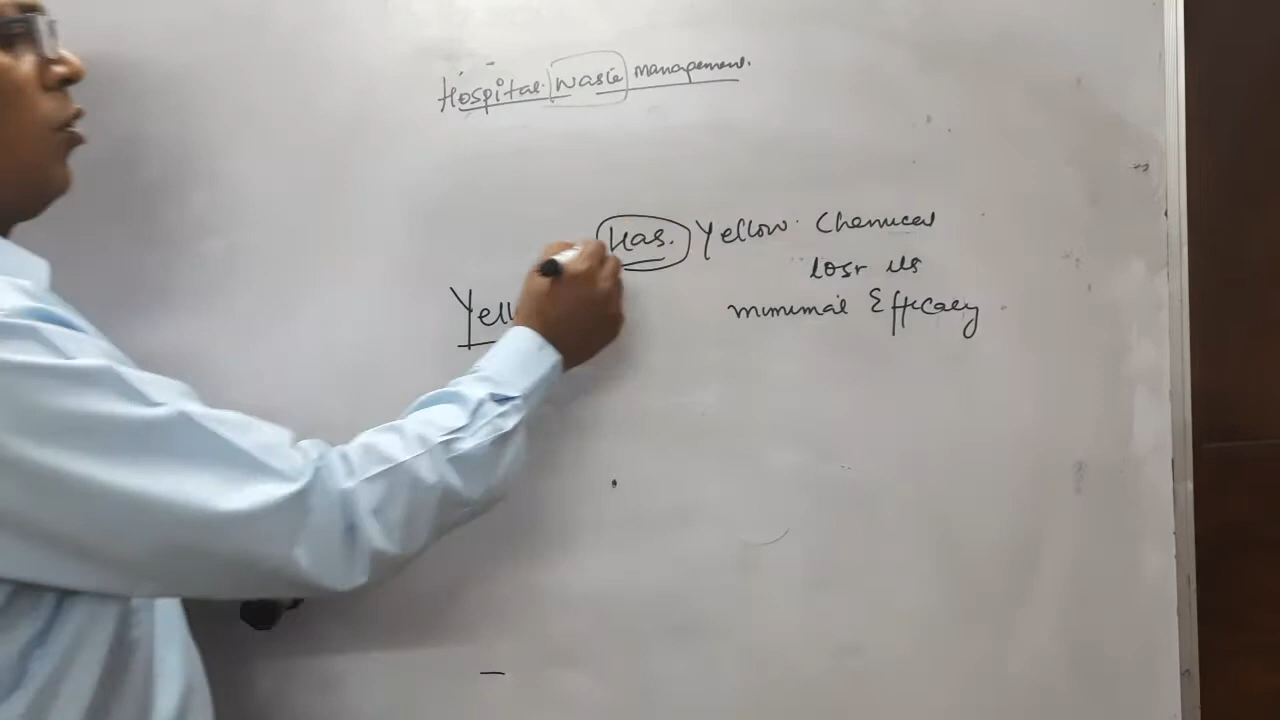 Hospital Waste Management.
Has. Yellow Chemical
lost its
Yell
minimal Efficacy